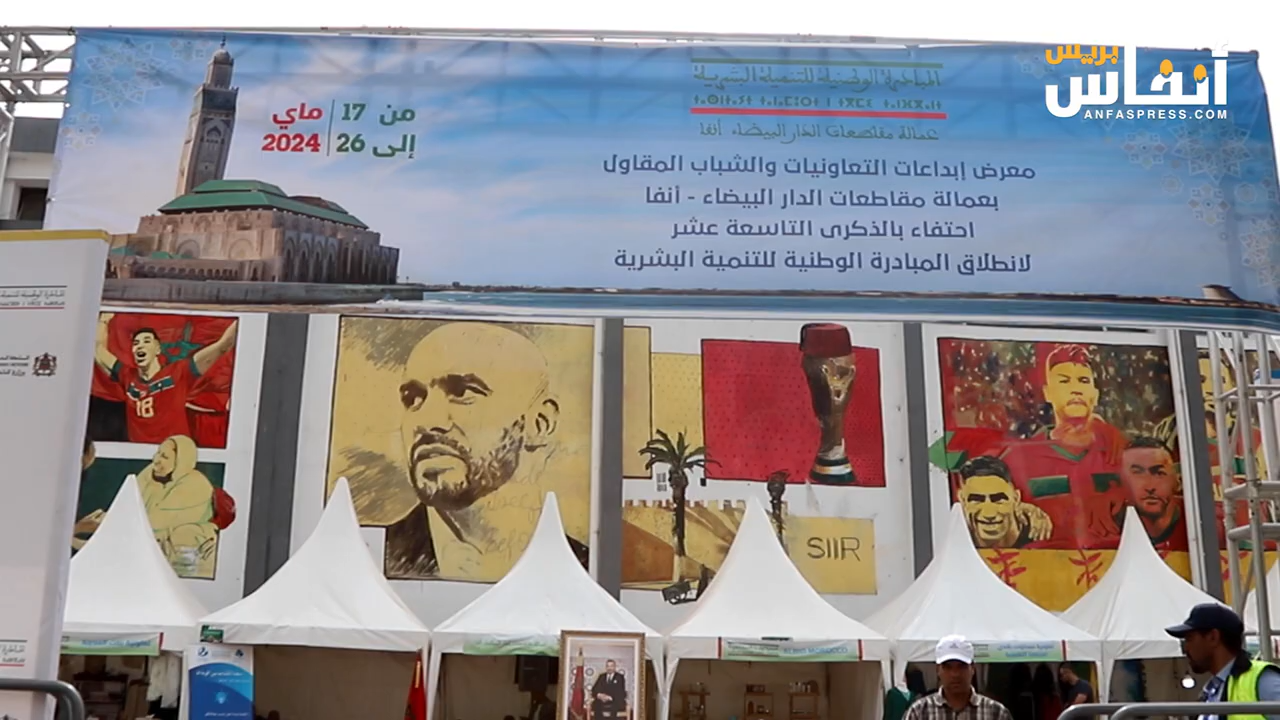 أنفاس
بريس
ANFASPRESS.COM
المبادرة الوطنية للتنمية البشرية
عمالة مقاطعات الدار البيضاء أنفا
من 17 ماي
إلى 26 2024
معرض إبداعات التعاونيات والشباب المقاول
بعمالة مقاطعات الدار البيضاء - أنفا
احتفاء بالذكرى التاسعة عشر
لانطلاق المبادرة الوطنية للتنمية البشرية
18
SIIR
MOROCCO